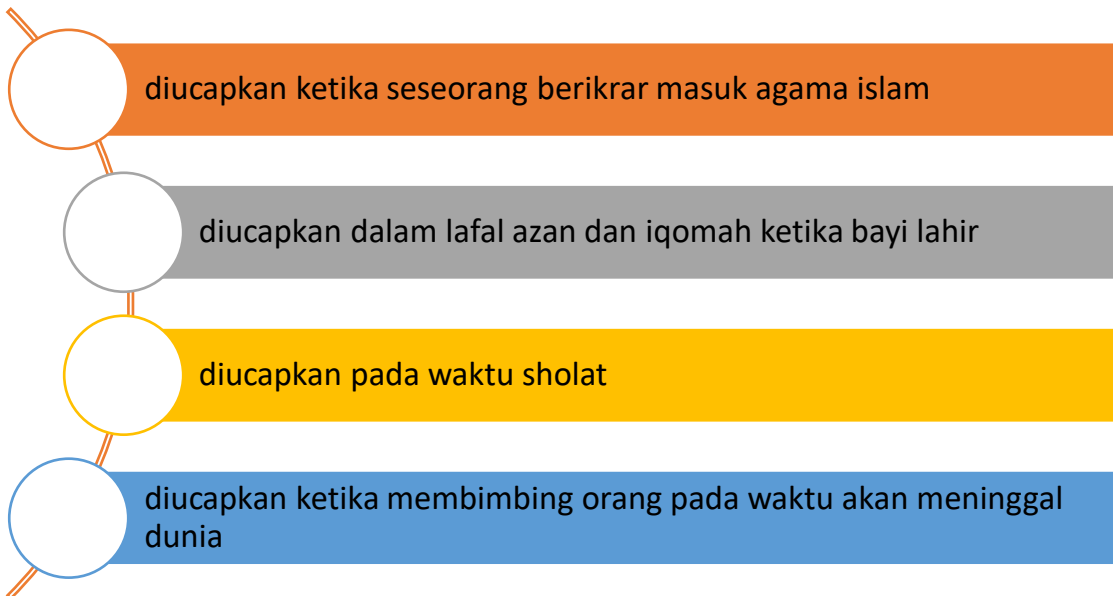 diucapkan ketika seseorang berikrar masuk agama islam
diucapkan dalam lafal azan dan iqomah ketika bayi lahir
diucapkan pada waktu sholat
diucapkan ketika membimbing orang pada waktu akan meninggal
dunia